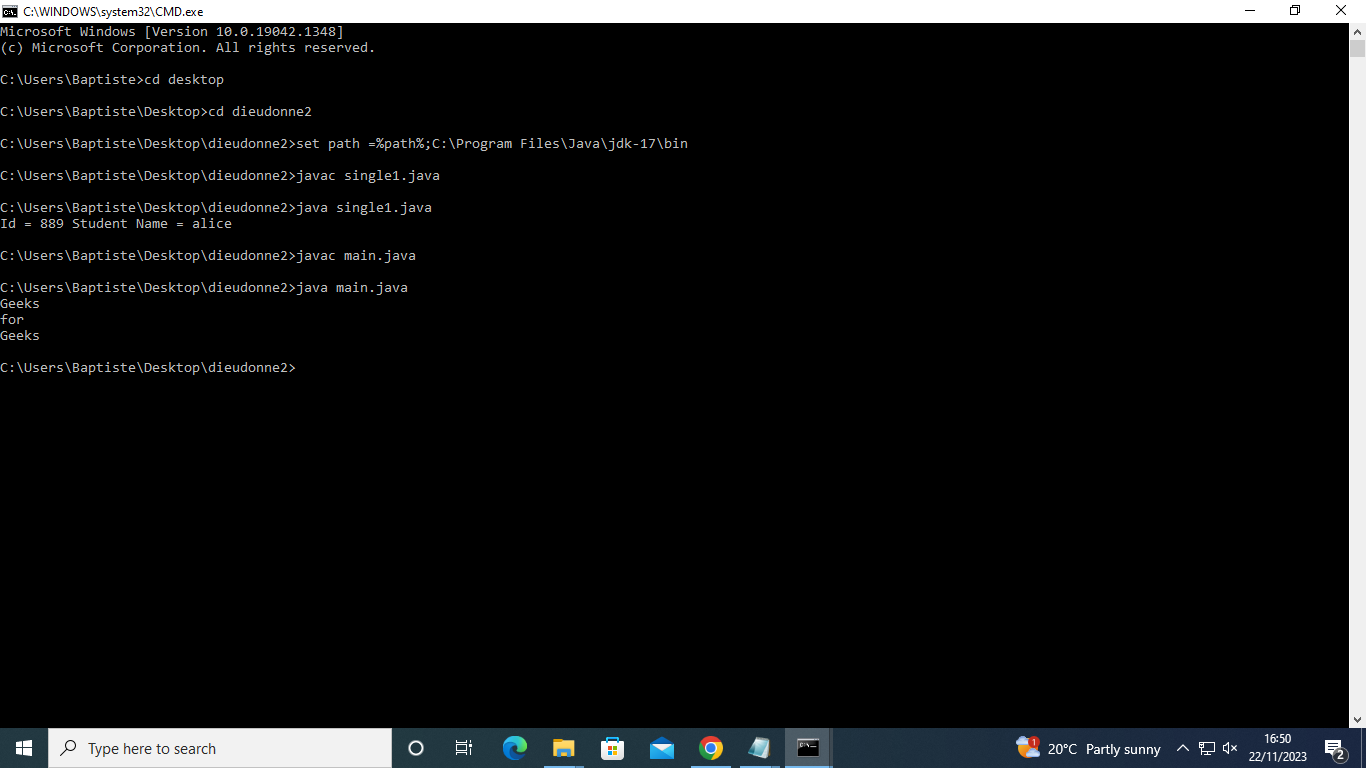 C:\WINDOWS\system32\CMD.exe
Microsoft Windows [Version 10.0.19042.1348]
(c) Microsoft Corporation. All rights reserved.
C:\Users\Baptiste>cd desktop
C:\Users\Baptiste\Desktop>cd dieudonne2
C:\Users\Baptiste\Desktop\dieudonne2>set path =%path%;C:\Program Files\Java\jdk-17\bin
C:\Users\Baptiste\Desktop\dieudonne2>javac single1.java
C:\Users\Baptiste\Desktop\dieudonne2>java single1.java
Id = 889 Student Name = alice
C:\Users\Baptiste\Desktop\dieudonne2>javac main.java
C:\Users\Baptiste\Desktop\dieudonne2>java main.java
Geeks
for
Geeks
C:\Users\Baptiste\Desktop\dieudonne2>
Type here to search
1
20°C Partly sunny
16:50
22/11/2023
2